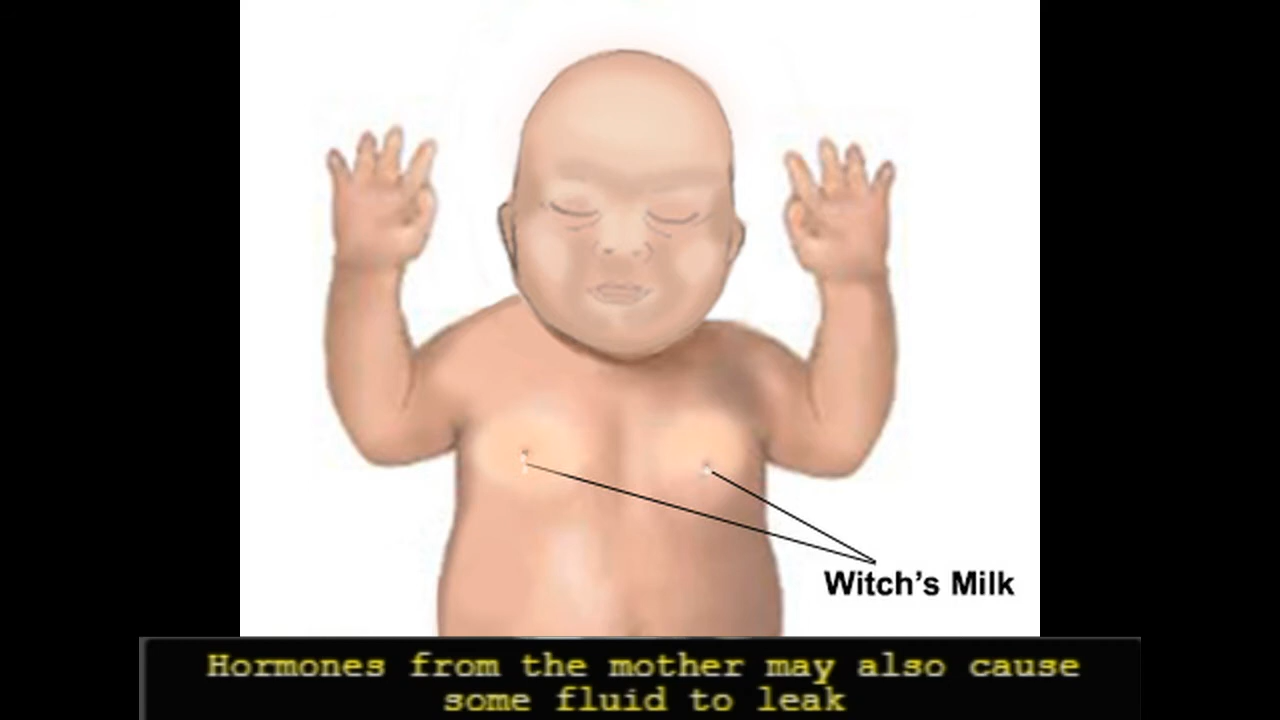 Witch’s Milk
Hormones from the mother may also cause
some fluid to leak